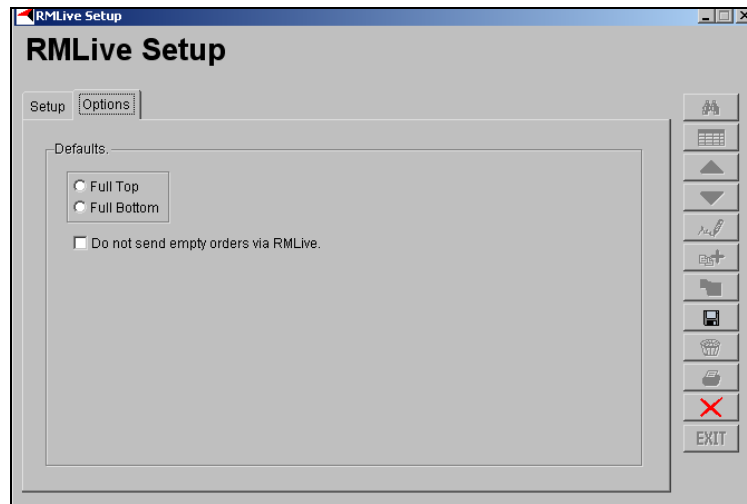 RMLive Setup
RMLive Setup
Setup Options
Defaults.
Full Top
Full Bottom
Do not send empty orders via RMLive.
EXIT